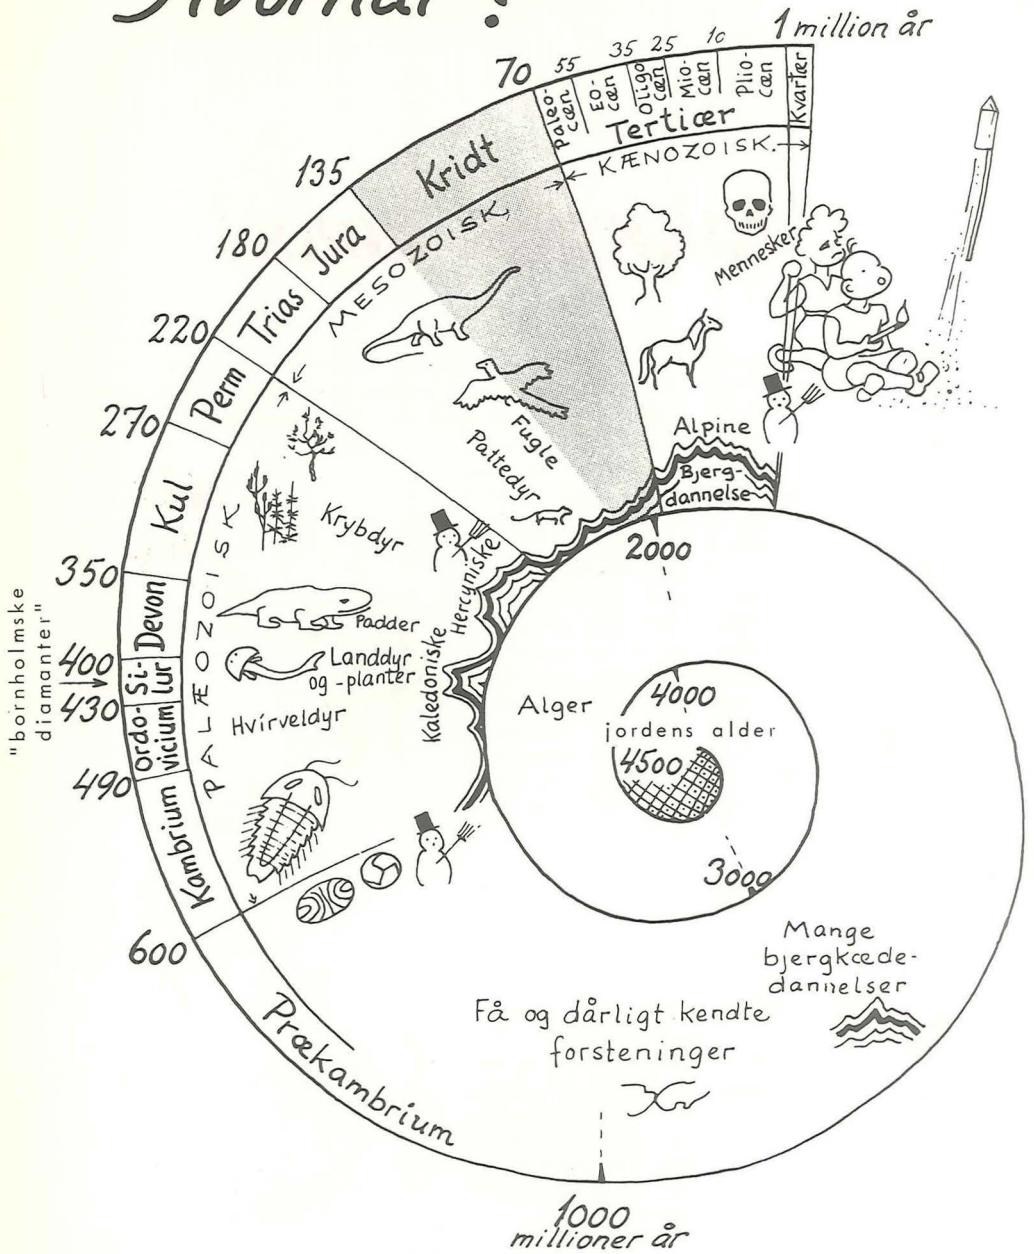 Hvornår?
1 million år
10
25
35
55
70
Paleo-
cæn
Eo-
cæn
Oligo
cæn
Mio-
cæn
Plio-
cæn
Kvartær
Tertiær
KÆNOZOISK.
135
Kridt
180
Jura
MESOZOISK
220
Trias
270
Perm
Kul
350
Devon
400
Si-
lur
430
Ordo-
vicium
490
Kambrium
600
Prækambrium
PALÆOZOISK
"bornholmske
diamanter"
Mennesker
Fugle
Pattedyr
Alpine
Bjerg-
dannelse
Krybdyr
Hercyniske
Padder
Landdyr
og -planter
Kaledoniske
Hvirveldyr
2000
Alger
4000
jordens alder
4500
3000
Mange
bjergkæde-
dannelser
Få og dårligt kendte
forsteninger
1000
millioner år